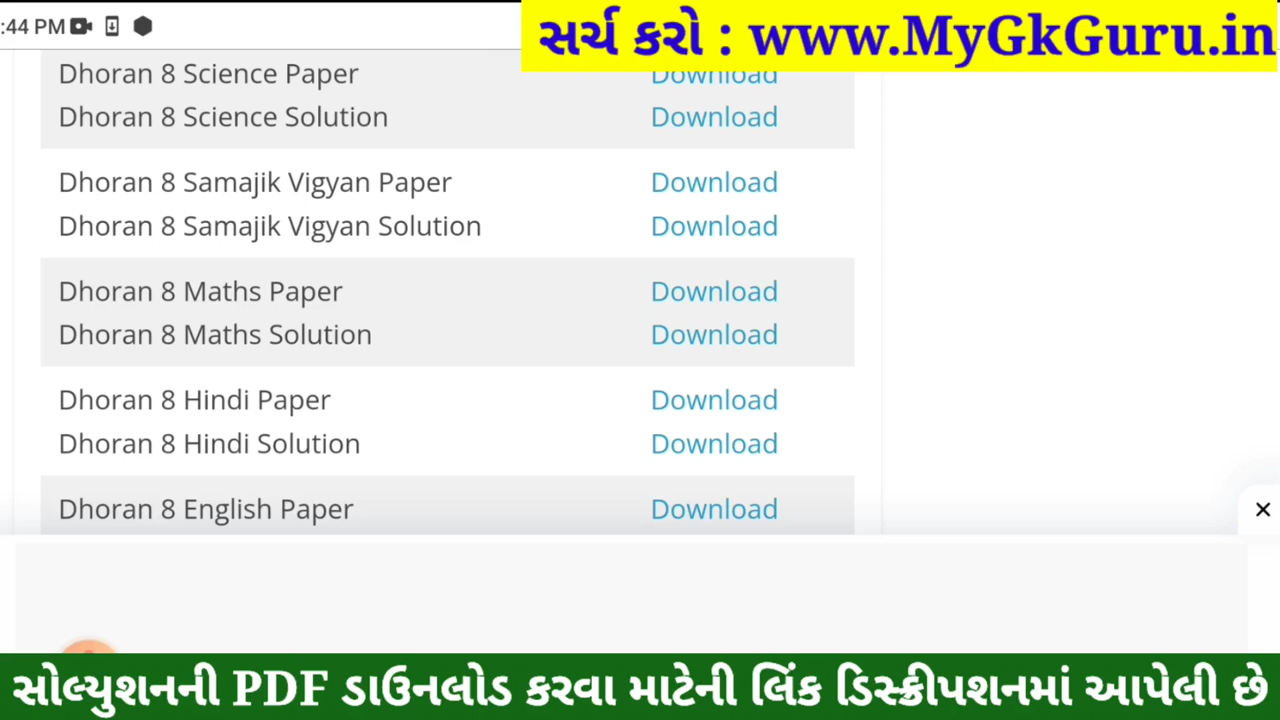 :44 PM
સર્ચ કરો : www.MyGkGuru.in
Dhoran 8 Science Paper Download
Dhoran 8 Science Solution Download
Dhoran 8 Samajik Vigyan Paper Download
Dhoran 8 Samajik Vigyan Solution Download
Dhoran 8 Maths Paper Download
Dhoran 8 Maths Solution Download
Dhoran 8 Hindi Paper Download
Dhoran 8 Hindi Solution Download
Dhoran 8 English Paper Download
સોલ્યુશનની PDF ડાઉનલોડ કરવા માટેની લિંક ડિસ્ક્રીપશનમાં આપેલી છે